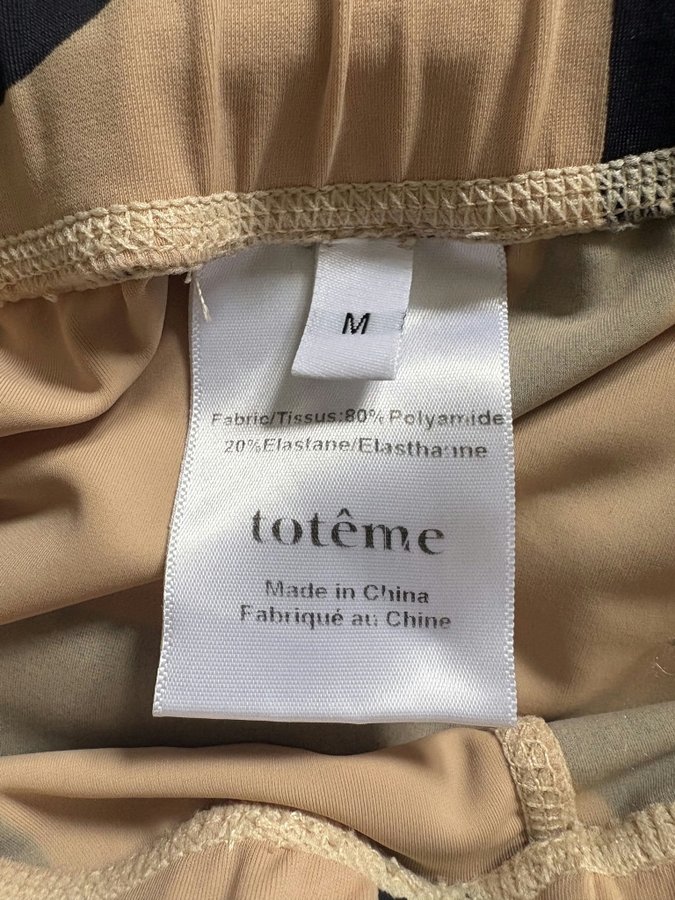 M
Fabric/Tissus:80% Polyamide
20%Elastane/Elasthanne
totême
Made in China
Fabriqué au Chine